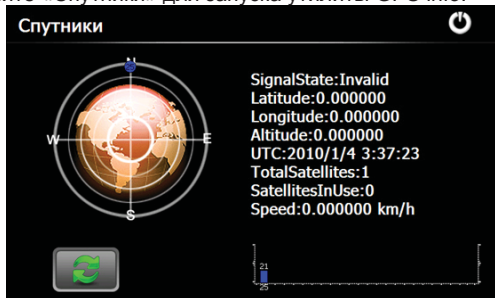 Спутники
N
W
E
S
SignalState:Invalid
Latitude:0.000000
Longitude:0.000000
Altitude:0.000000
UTC:2010/1/4 3:37:23
TotalSatellites:1
SatellitesInUse:0
Speed:0.000000 km/h
21
25